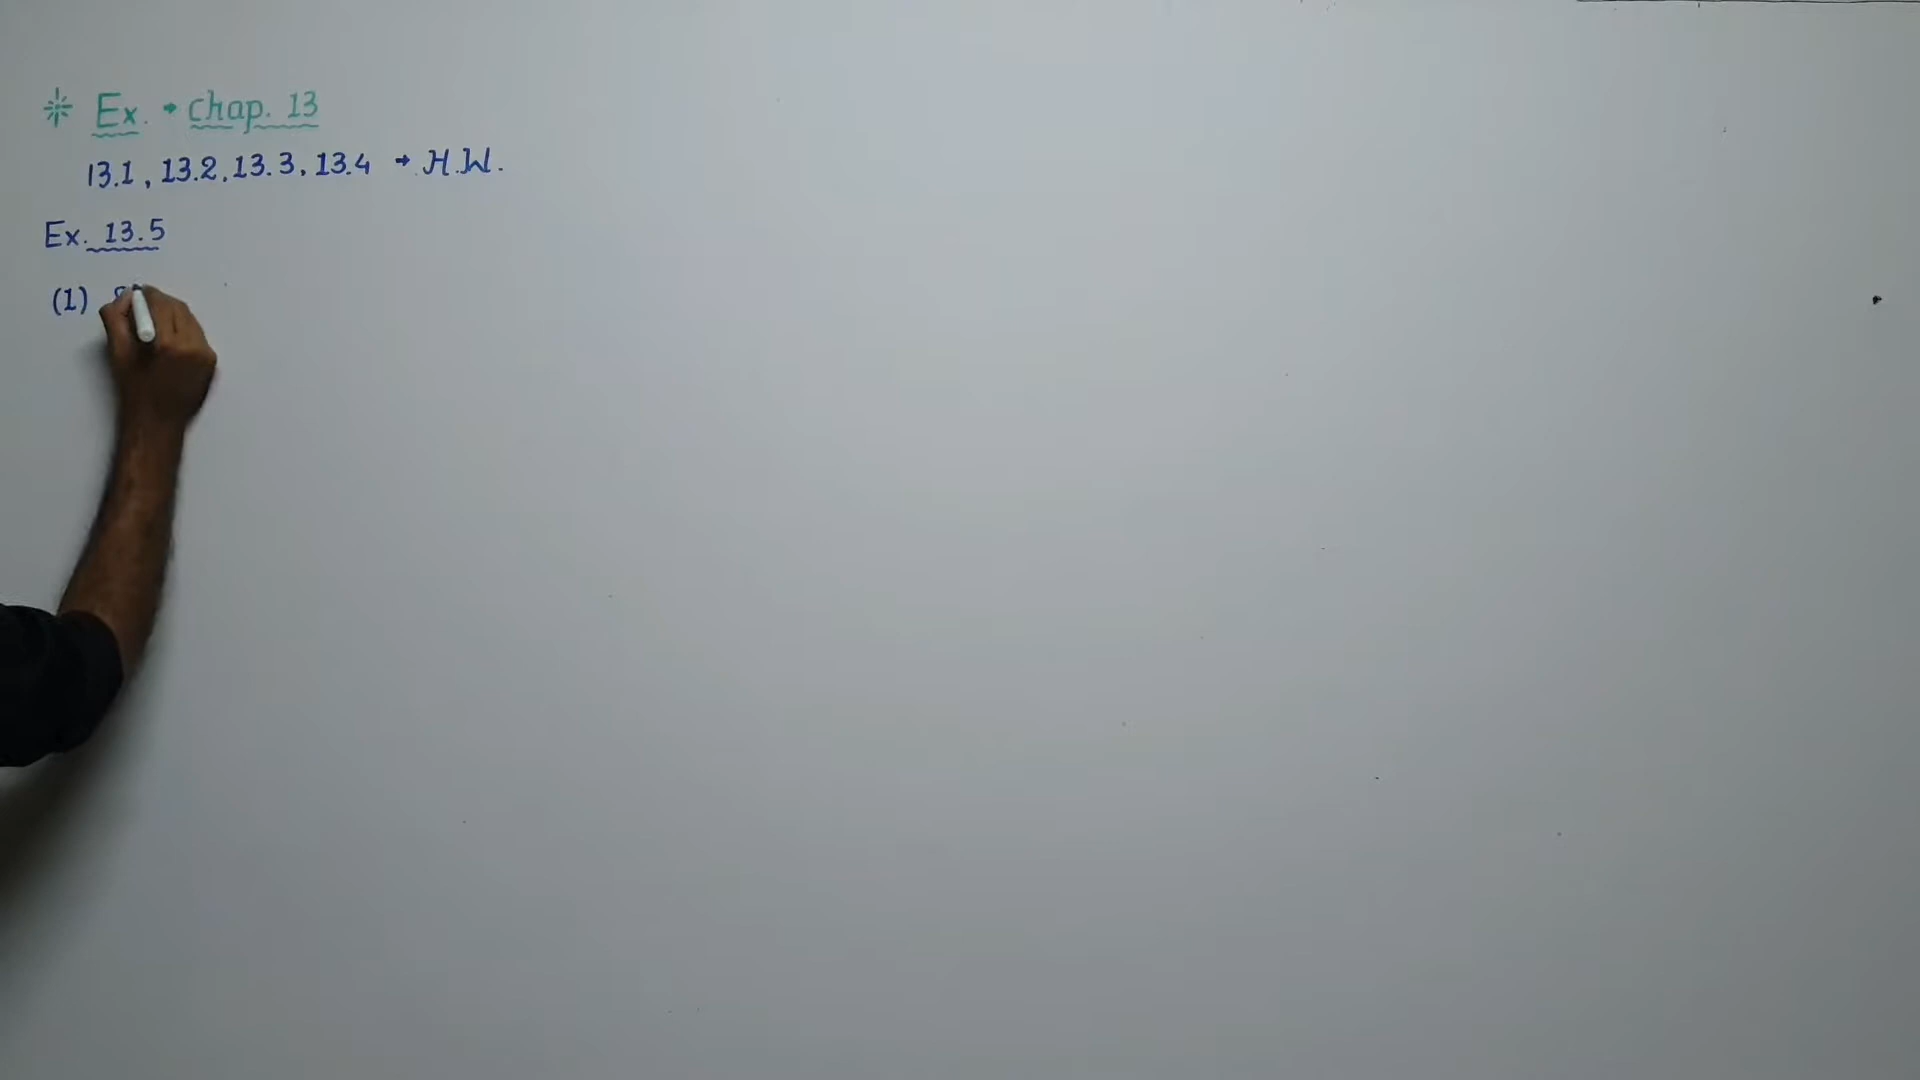 Ex. → Chap. 13
13.1, 13.2, 13.3, 13.4 → H.W.
Ex. 13.5
(1)